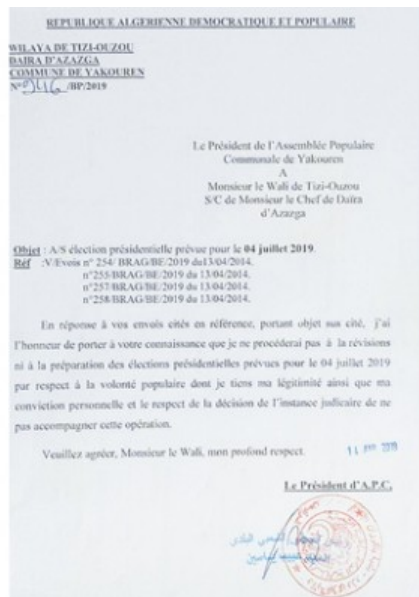 REPUBLIQUE ALGERIENNE DEMOCRATIQUE ET POPULAIRE
WILAYA DE TIZI-OUZOU
DAIRA D'AZAZGA
COMMUNE DE YAKOUREN
N° 946 /BP/2019
Le Président de l'Assemblée Populaire
Communale de Yakouren
A
Monsieur le Wali de Tizi-Ouzou
S/C de Monsieur le Chef de Daïra
d'Azazga
Objet : A/S élection présidentielle prévue pour le 04 juillet 2019.
Réf :V/Evois n° 254/ BRAG/BE/2019 du13/04/2014.
n°255/BRAG/BE/2019 du 13/04/2014.
n°257/BRAG/BE/2019 du 13/04/2014.
n°258/BRAG/BE/2019 du 13/04/2014.
En réponse à vos envois cités en référence, portant objet sus cité, j'ai
l'honneur de porter à votre connaissance que je ne procéderai pas à la révisions
ni à la préparation des élections présidentielles prévues pour le 04 juillet 2019
par respect à la volonté populaire dont je tiens ma légitimité ainsi que ma
conviction personnelle et le respect de la décision de l'instance judicaire de ne
pas accompagner cette opération.
Veuillez agréer, Monsieur le Wali, mon profond respect.
2019
Le Président d'A.P.C.
رئيس المجلس الشعبي البلدي